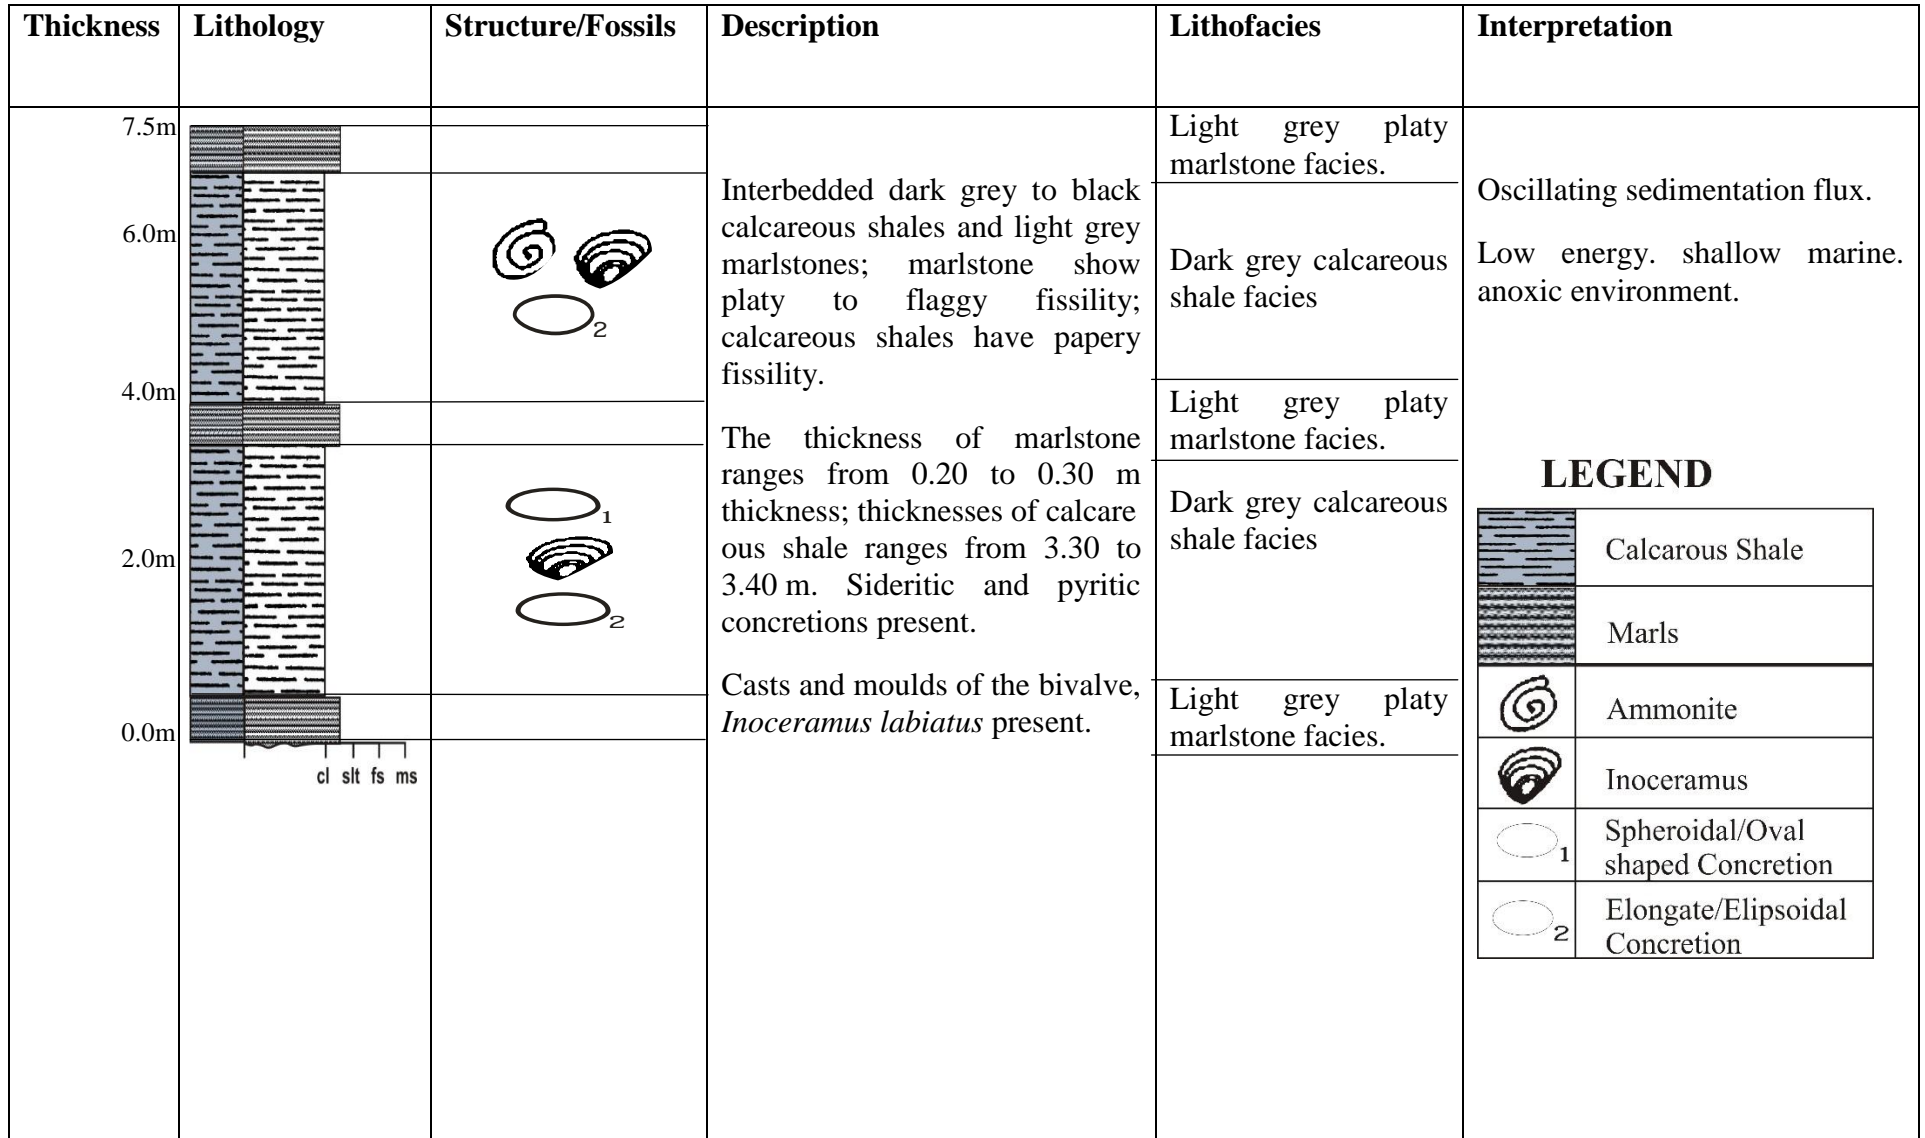 Thickness
Lithology
Structure/Fossils
Description
Lithofacies
Interpretation
7.5m
6.0m
4.0m
2.0m
0.0m
cl slt fs ms
2
1
2
Interbedded dark grey to black
calcareous shales and light grey
marlstones; marlstone show
platy to flaggy fissility;
calcareous shales have papery
fissility.
The thickness of marlstone
ranges from 0.20 to 0.30 m
thickness; thicknesses of calcare
ous shale ranges from 3.30 to
3.40 m. Sideritic and pyritic
concretions present.
Casts and moulds of the bivalve,
Inoceramus labiatus present.
Light grey platy
marlstone facies.
Dark grey calcareous
shale facies
Light grey platy
marlstone facies.
Dark grey calcareous
shale facies
Light grey platy
marlstone facies.
Oscillating sedimentation flux.
Low energy. shallow marine.
anoxic environment.
LEGEND
Calcarous Shale
Marls
Ammonite
Inoceramus
1
Spheroidal/Oval
shaped Concretion
2
Elongate/Elipsoidal
Concretion